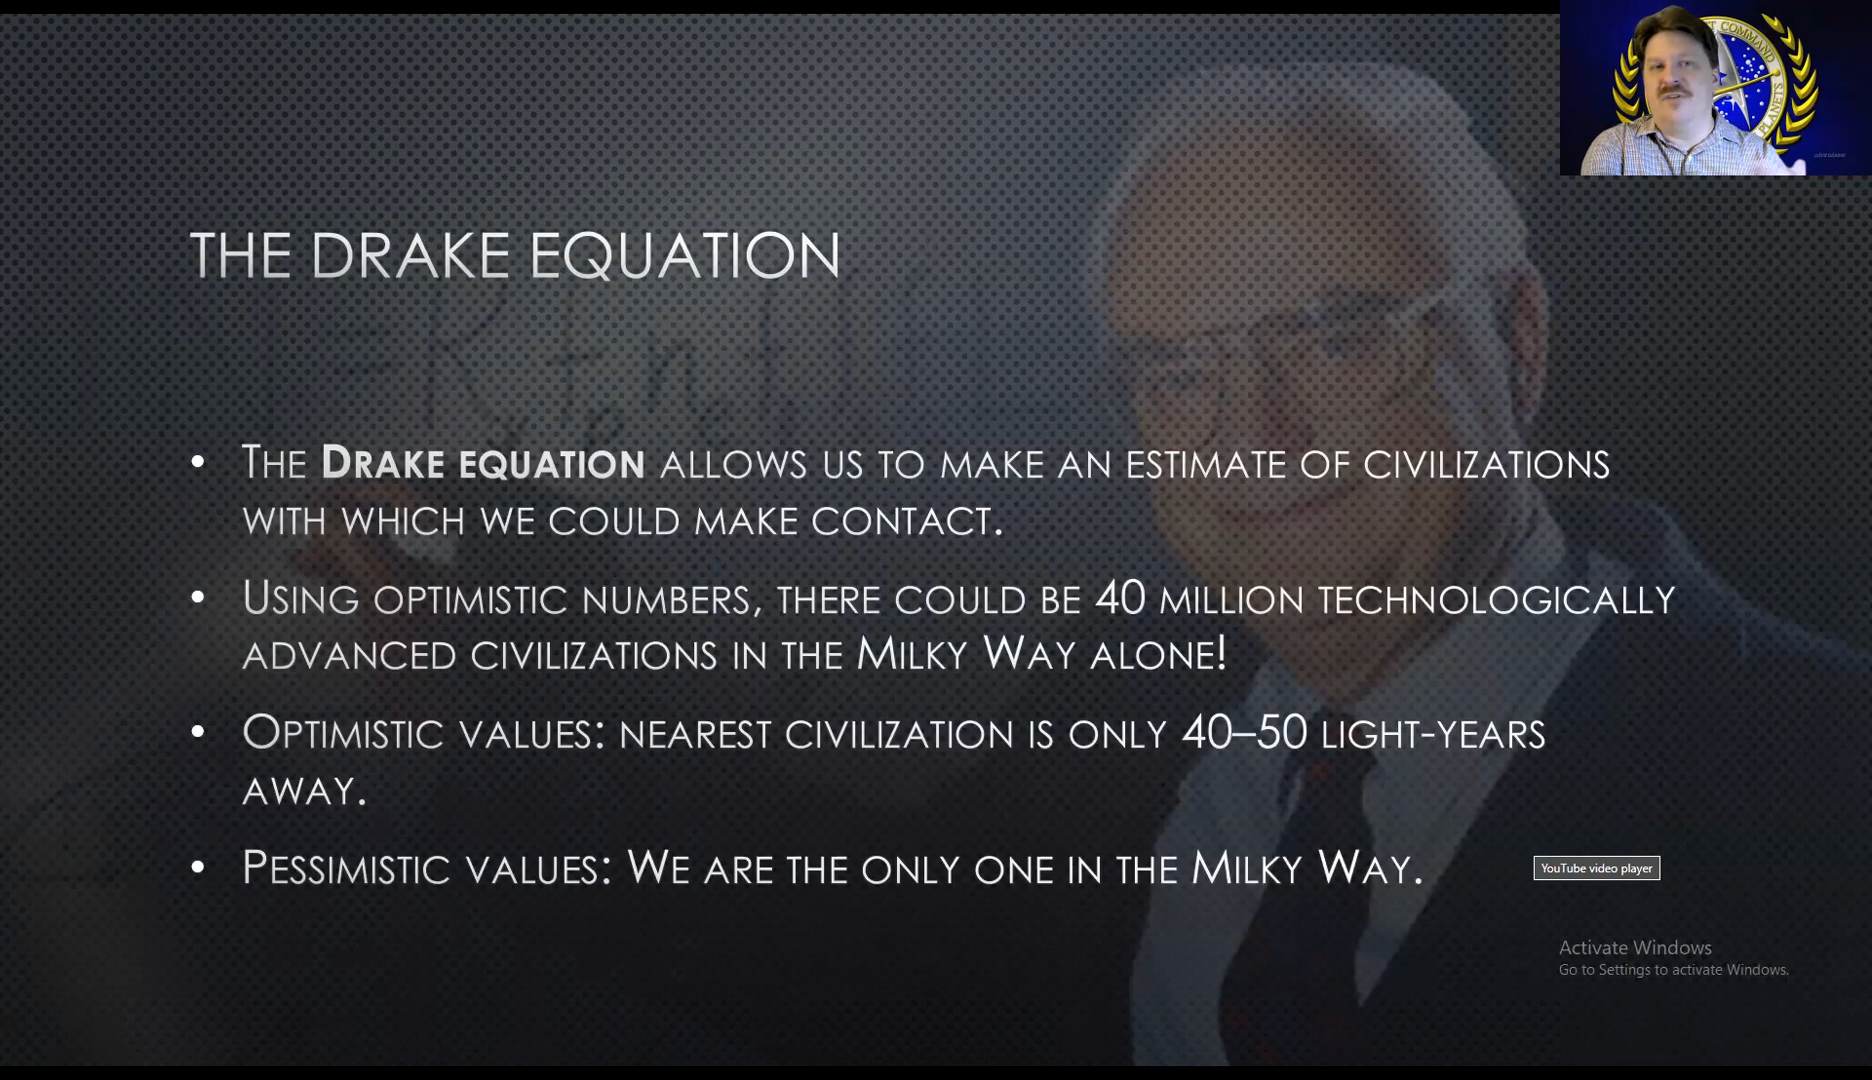 T COMMAND
PLANETS
THE DRAKE EQUATION
• THE DRAKE EQUATION ALLOWS US TO MAKE AN ESTIMATE OF CIVILIZATIONS
WITH WHICH WE COULD MAKE CONTACT.
• USING OPTIMISTIC NUMBERS, THERE COULD BE 40 MILLION TECHNOLOGICALLY
ADVANCED CIVILIZATIONS IN THE MILKY WAY ALONE!
• OPTIMISTIC VALUES: NEAREST CIVILIZATION IS ONLY 40–50 LIGHT-YEARS
AWAY.
• PESSIMISTIC VALUES: WE ARE THE ONLY ONE IN THE MILKY WAY.
YouTube video player
Activate Windows
Go to Settings to activate Windows.